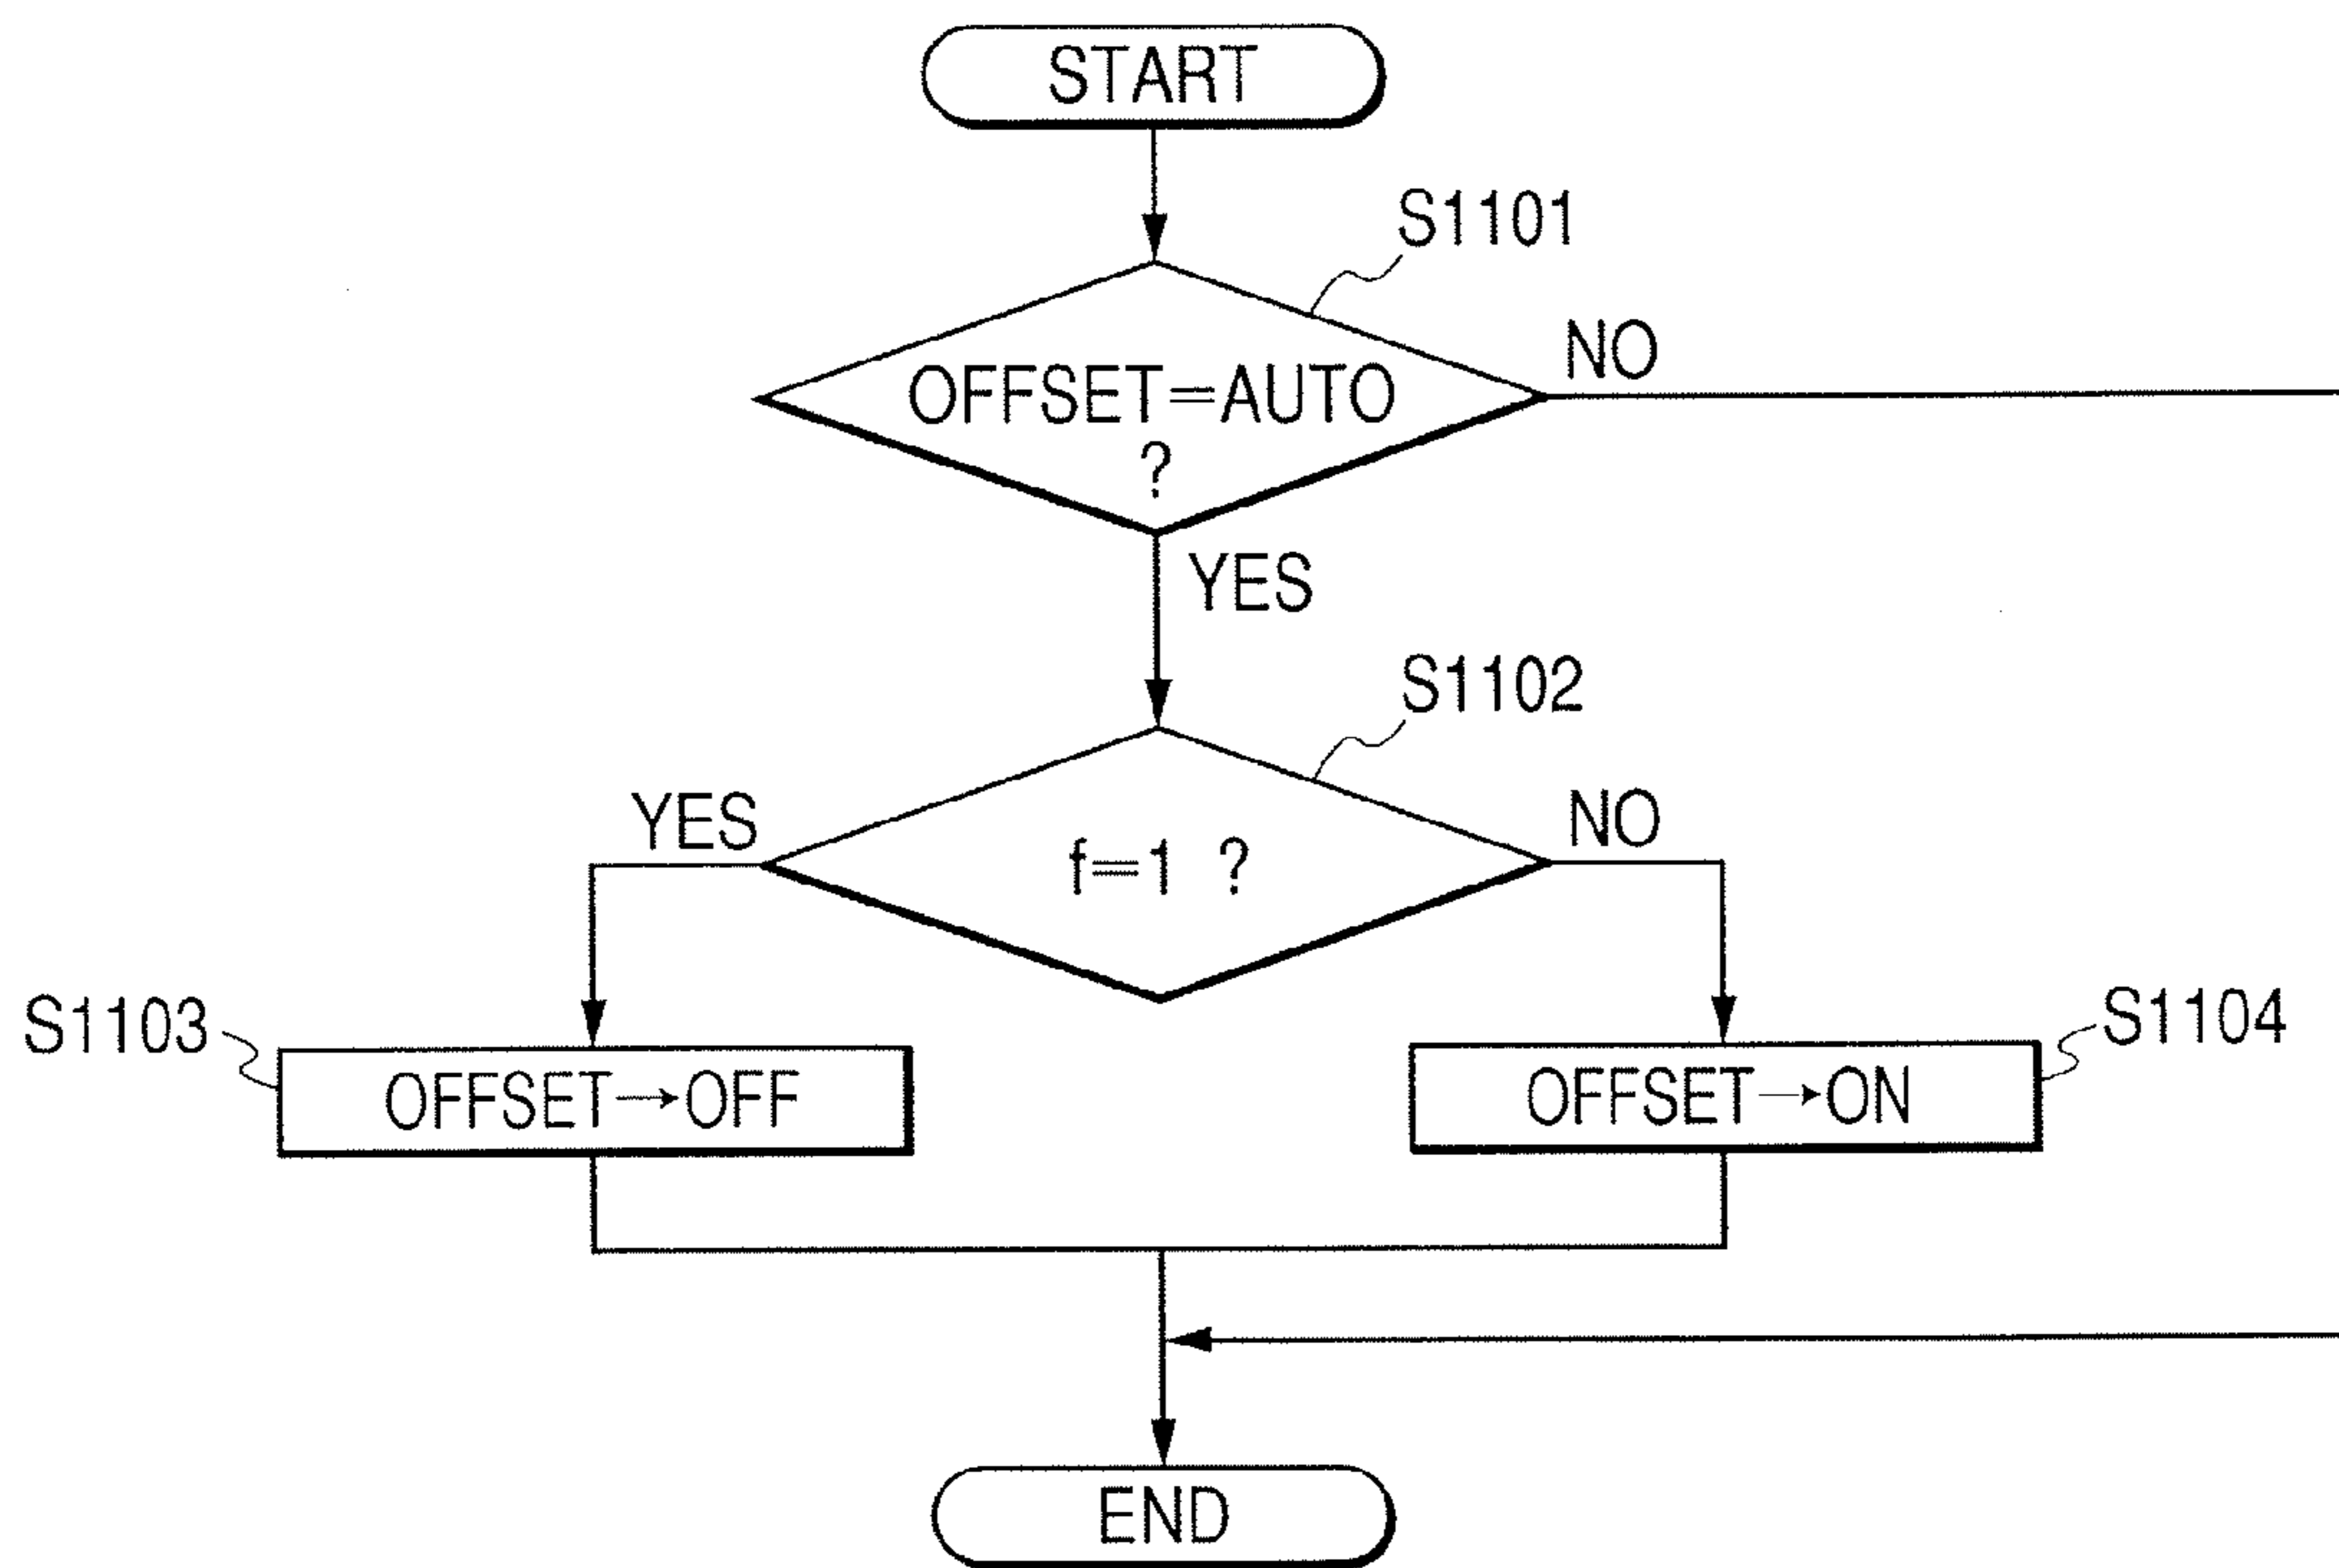 START
S1101
OFFSET=AUTO
?
NO
YES
S1102
YES
f=1 ?
NO
S1103
OFFSET→OFF
OFFSET→ON
S1104
END